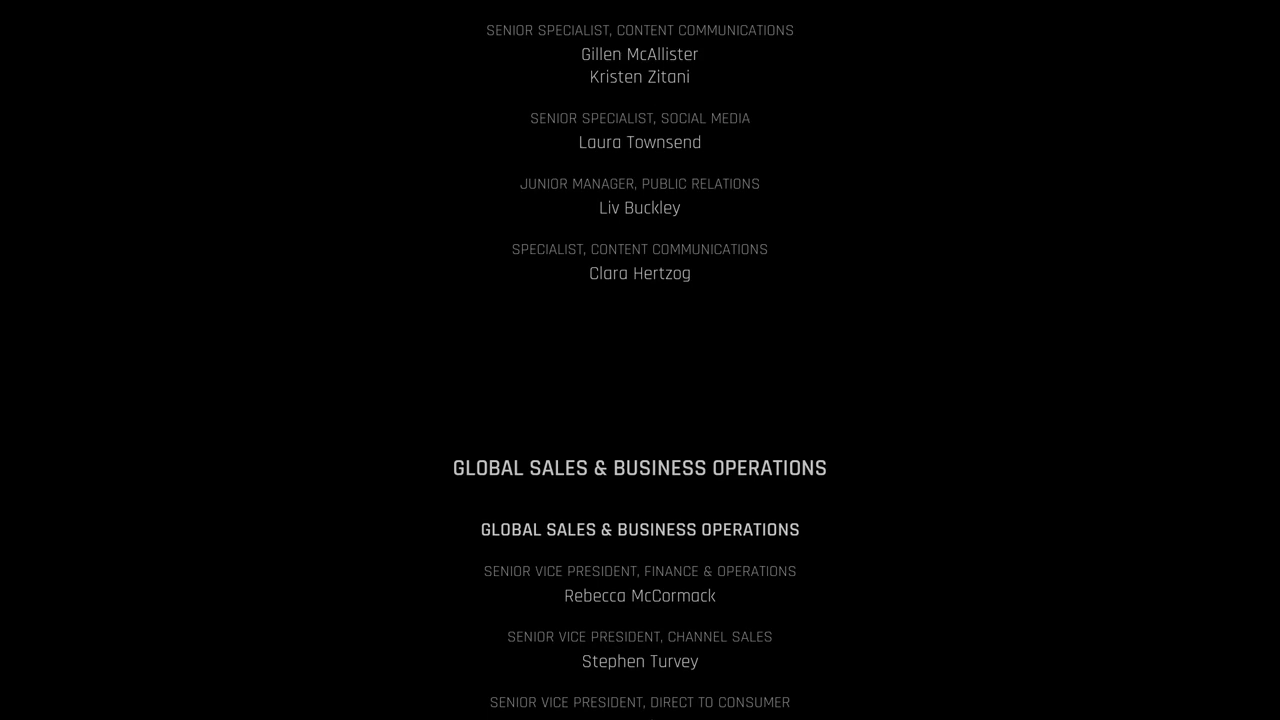 SENIOR SPECIALIST, CONTENT COMMUNICATIONS
Gillen McAllister
Kristen Zitani
SENIOR SPECIALIST, SOCIAL MEDIA
Laura Townsend
JUNIOR MANAGER, PUBLIC RELATIONS
Liv Buckley
SPECIALIST, CONTENT COMMUNICATIONS
Clara Hertzog
GLOBAL SALES & BUSINESS OPERATIONS
GLOBAL SALES & BUSINESS OPERATIONS
SENIOR VICE PRESIDENT, FINANCE & OPERATIONS
Rebecca McCormack
SENIOR VICE PRESIDENT, CHANNEL SALES
Stephen Turvey
SENIOR VICE PRESIDENT, DIRECT TO CONSUMER